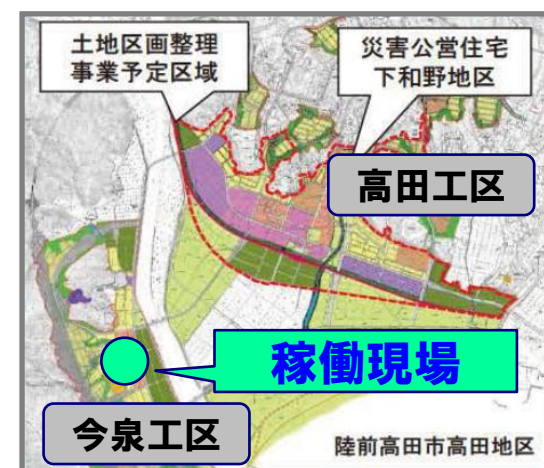 土地区画整理
事業予定区域
災害公営住宅
下和野地区
高田工区
稼働現場
今泉工区
陸前高田市高田地区